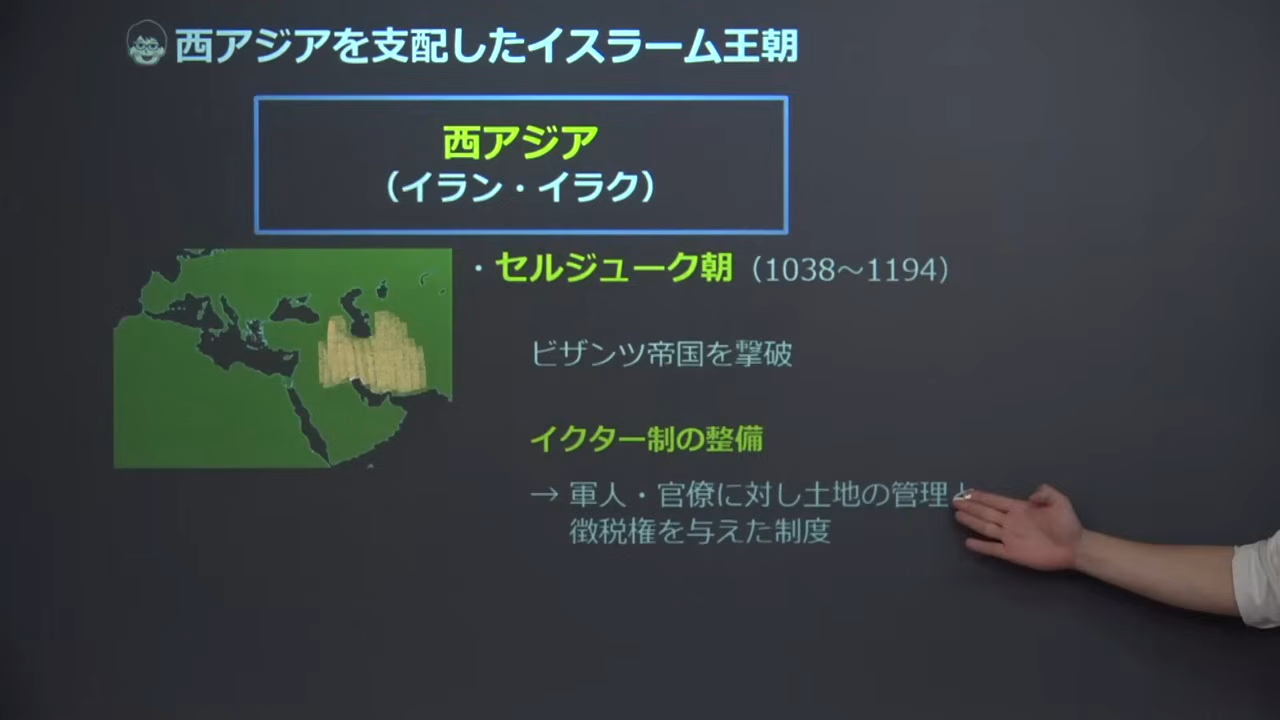 西アジアを支配したイスラーム王朝
西アジア
（イラン・イラク）
・セルジューク朝（1038〜1194）
ビザンツ帝国を撃破
イクター制の整備
→ 軍人・官僚に対し土地の管理と
徴税権を与えた制度